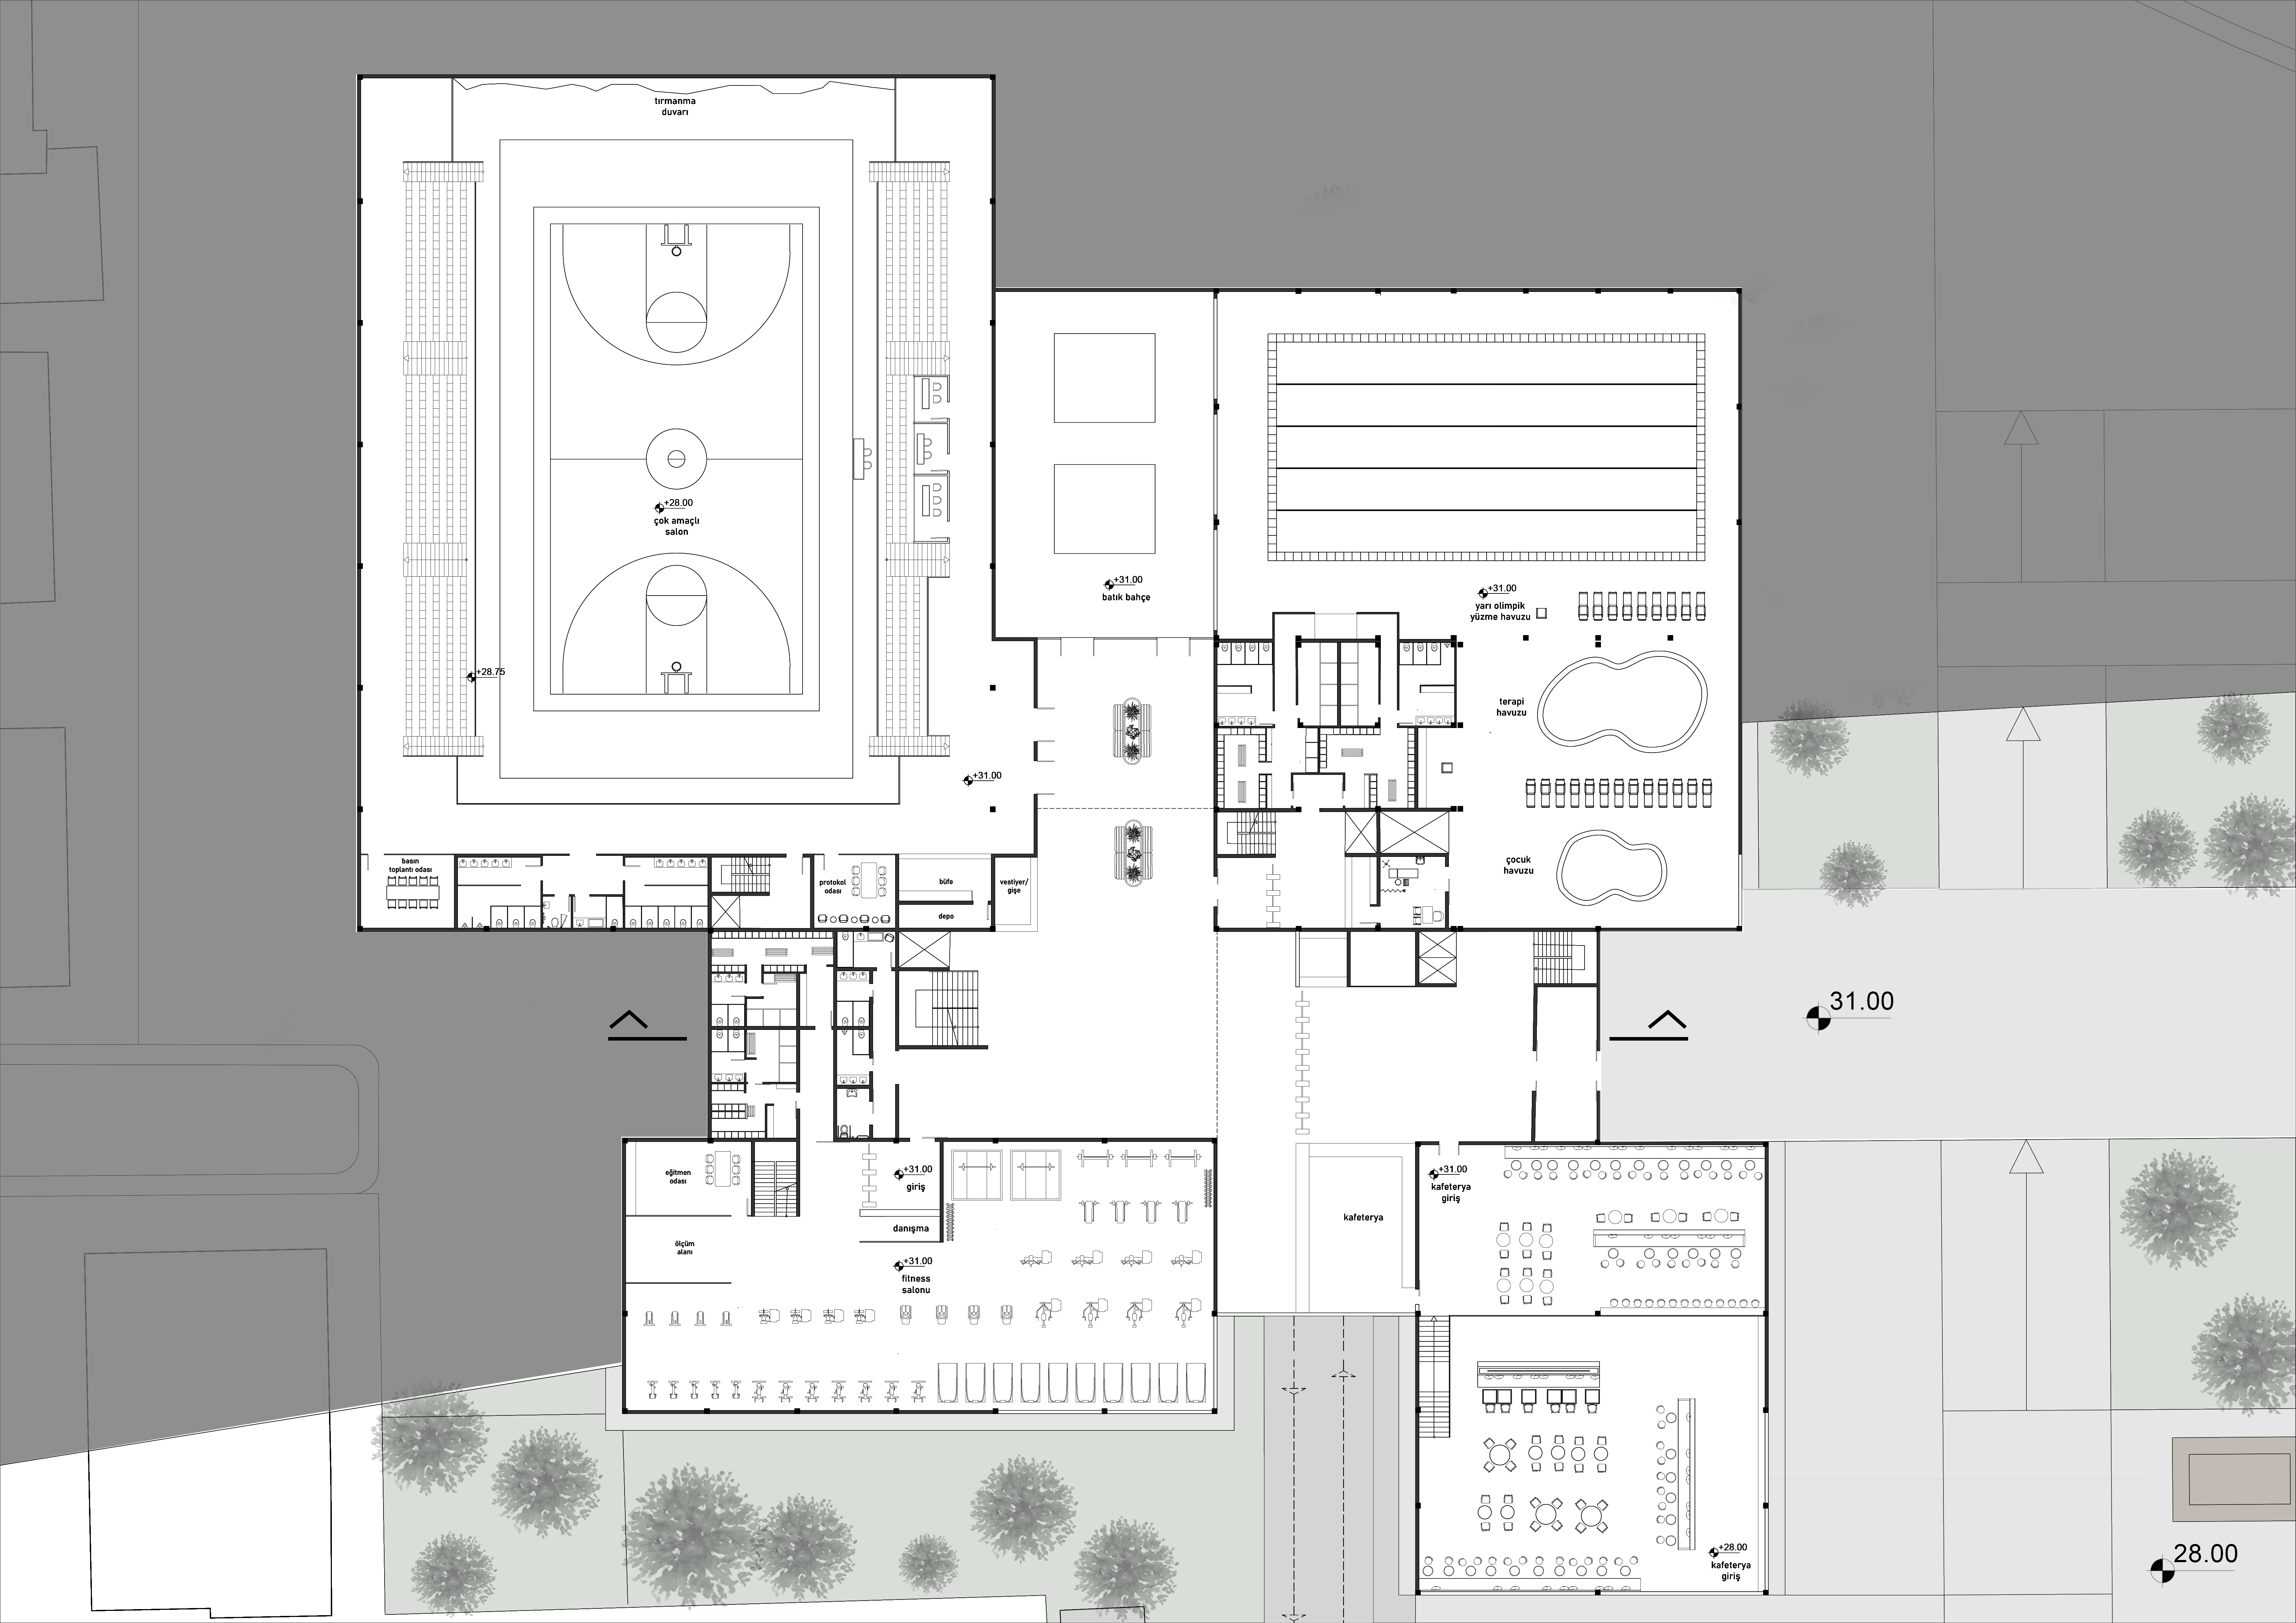 tırmanma
duvarı
+28.00
çok amaçlı
salon
+31.00
batık bahçe
+31.00
yarı olimpik
yüzme havuzu
+28.75
terapi
havuzu
+31.00
basın
toplantı odası
protokol
odası
büfe
vestiyer/
gişe
çocuk
havuzu
depo
31.00
eğitmen
odası
+31.00
giriş
+31.00
kafeterya
giriş
kafeterya
danışma
ölçüm
alanı
+31.00
fitness
salonu
+28.00
kafeterya
giriş
28.00